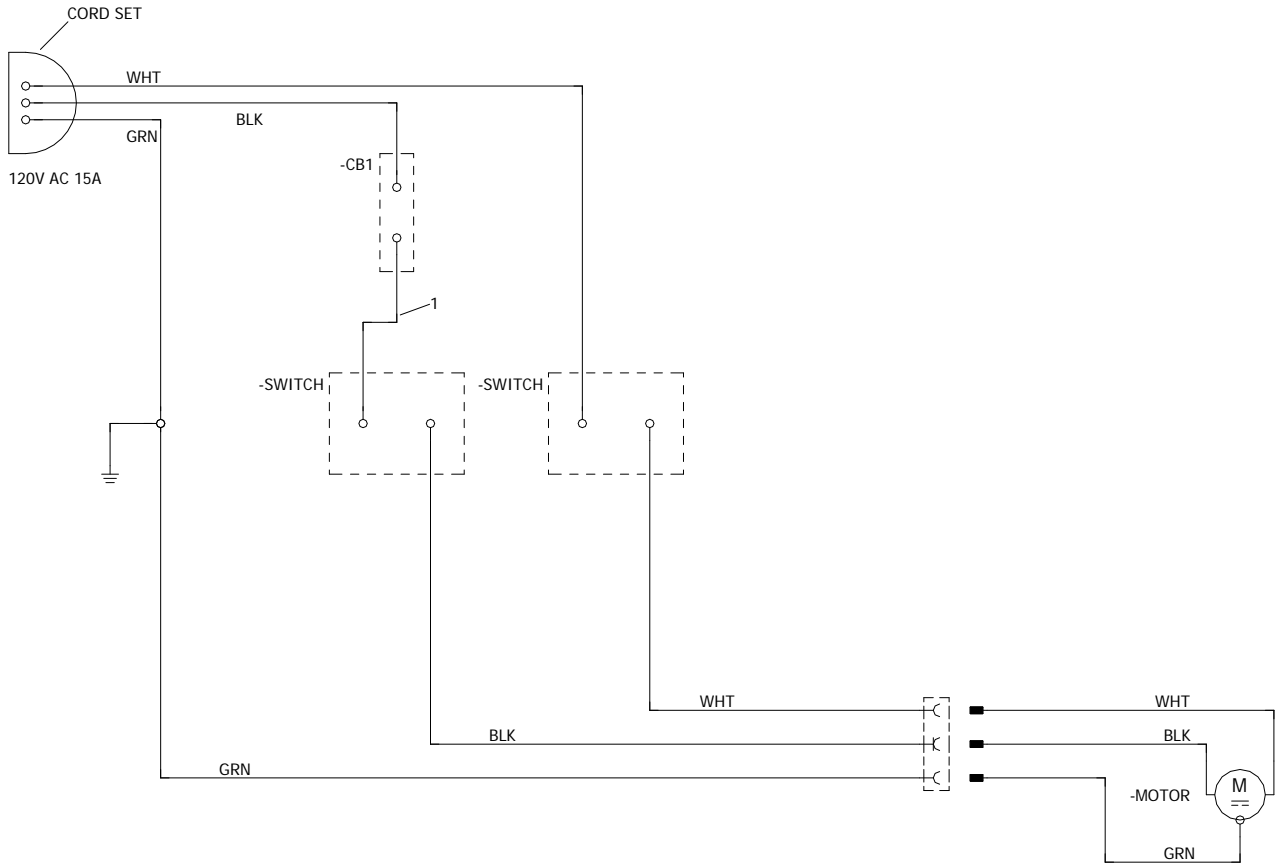 CORD SET
WHT
BLK
GRN
120V AC 15A
-CB1
1
-SWITCH
-SWITCH
WHT
WHT
BLK
BLK
GRN
M
-MOTOR
GRN